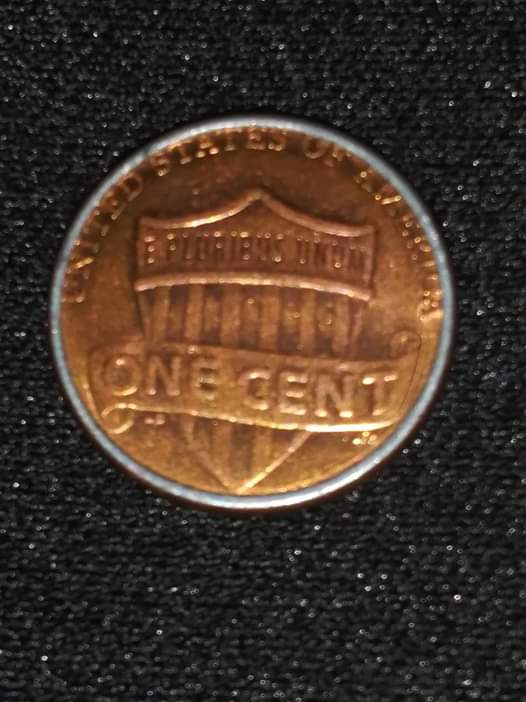 UNITED STATES OF AMERICA
E PLURIBUS UNUM
ONE CENT